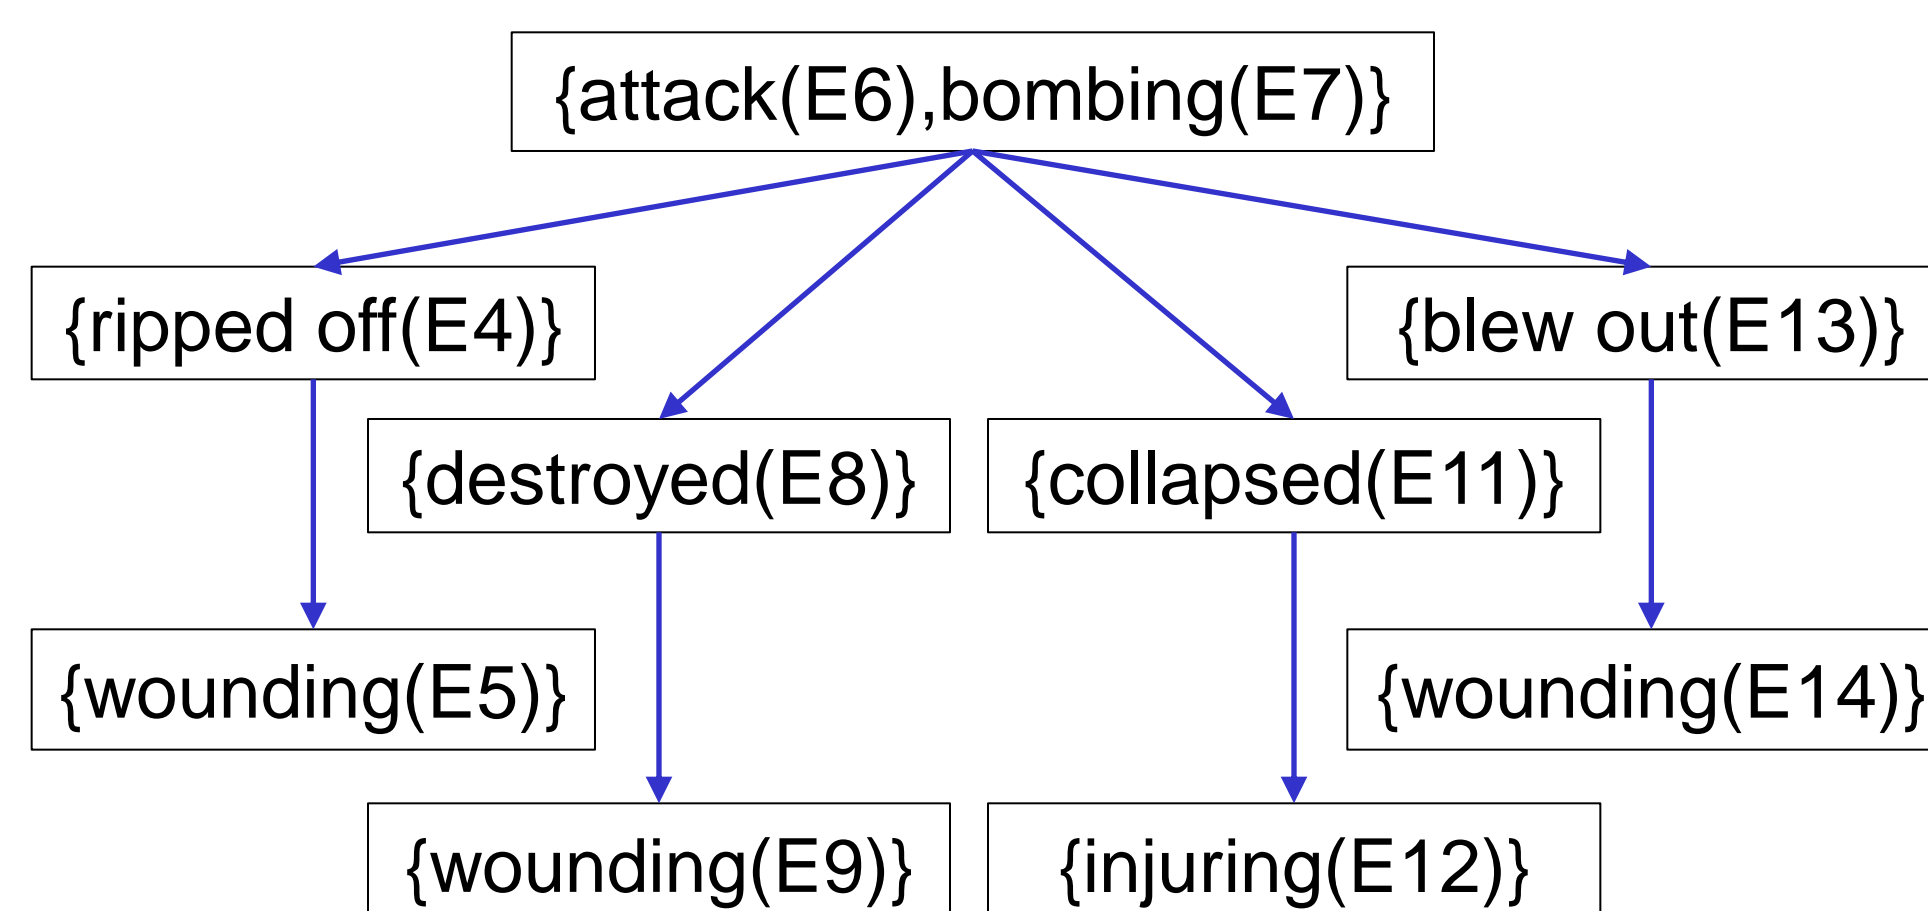 {attack(E6),bombing(E7)}
{ripped off(E4)}
{blew out(E13)}
{destroyed(E8)}
{collapsed(E11)}
{wounding(E5)}
{wounding(E14)}
{wounding(E9)}
{injuring(E12)}